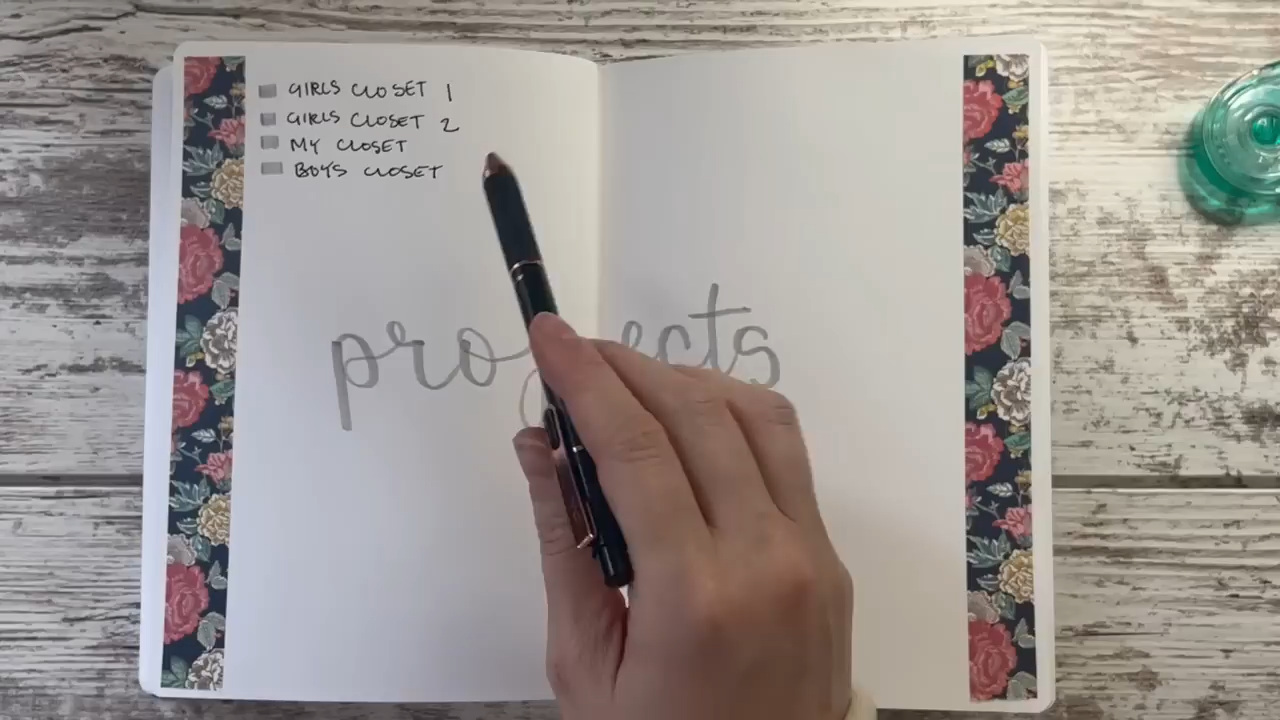 GIRLS CLOSET 1
GIRLS CLOSET 2
MY CLOSET
BOYS CLOSET
projects